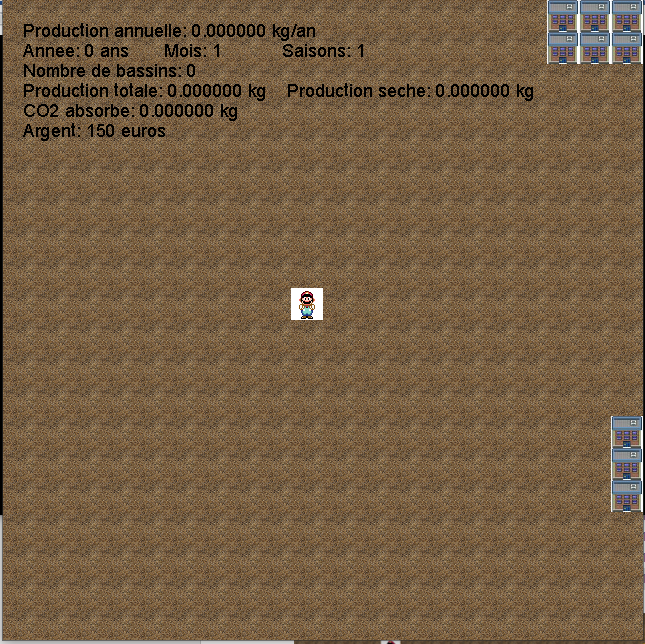 Production annuelle: 0.000000 kg/an
Annee: 0 ans Mois: 1 Saisons: 1
Nombre de bassins: 0
Production totale: 0.000000 kg Production seche: 0.000000 kg
CO2 absorbe: 0.000000 kg
Argent: 150 euros